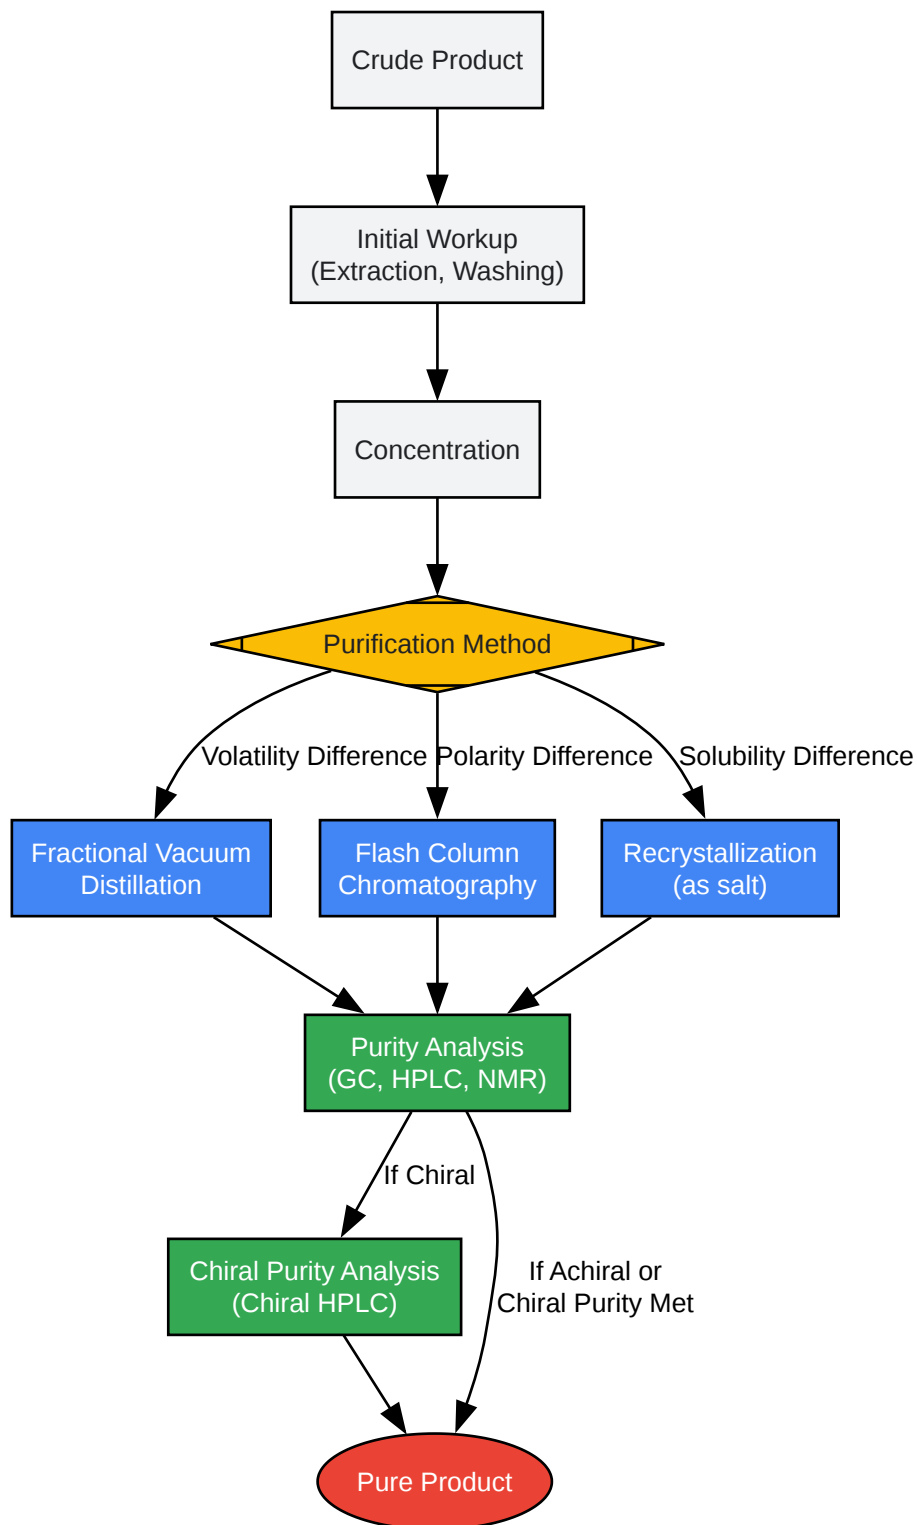 Crude Product
Initial Workup
(Extraction, Washing)
Concentration
Purification Method
Volatility Difference
Polarity Difference
Solubility Difference
Fractional Vacuum
Distillation
Flash Column
Chromatography
Recrystallization
(as salt)
Purity Analysis
(GC, HPLC, NMR)
If Chiral
Chiral Purity Analysis
(Chiral HPLC)
If Achiral or
Chiral Purity Met
Pure Product